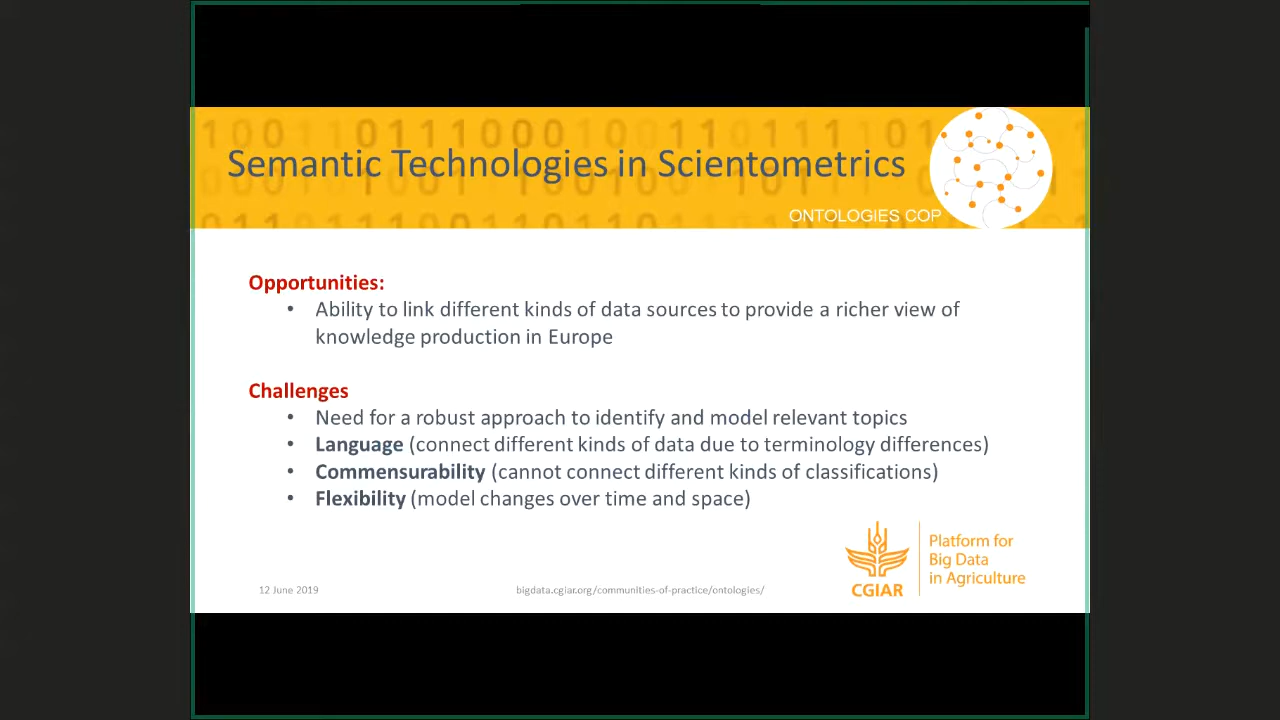 Semantic Technologies in Scientometrics
ONTOLOGIES COP
Opportunities:
• Ability to link different kinds of data sources to provide a richer view of
knowledge production in Europe
Challenges
• Need for a robust approach to identify and model relevant topics
• Language (connect different kinds of data due to terminology differences)
• Commensurability (cannot connect different kinds of classifications)
• Flexibility (model changes over time and space)
CGIAR
Platform for
Big Data
in Agriculture
12 June 2019
bigdata.cgiar.org/communities-of-practice/ontologies/